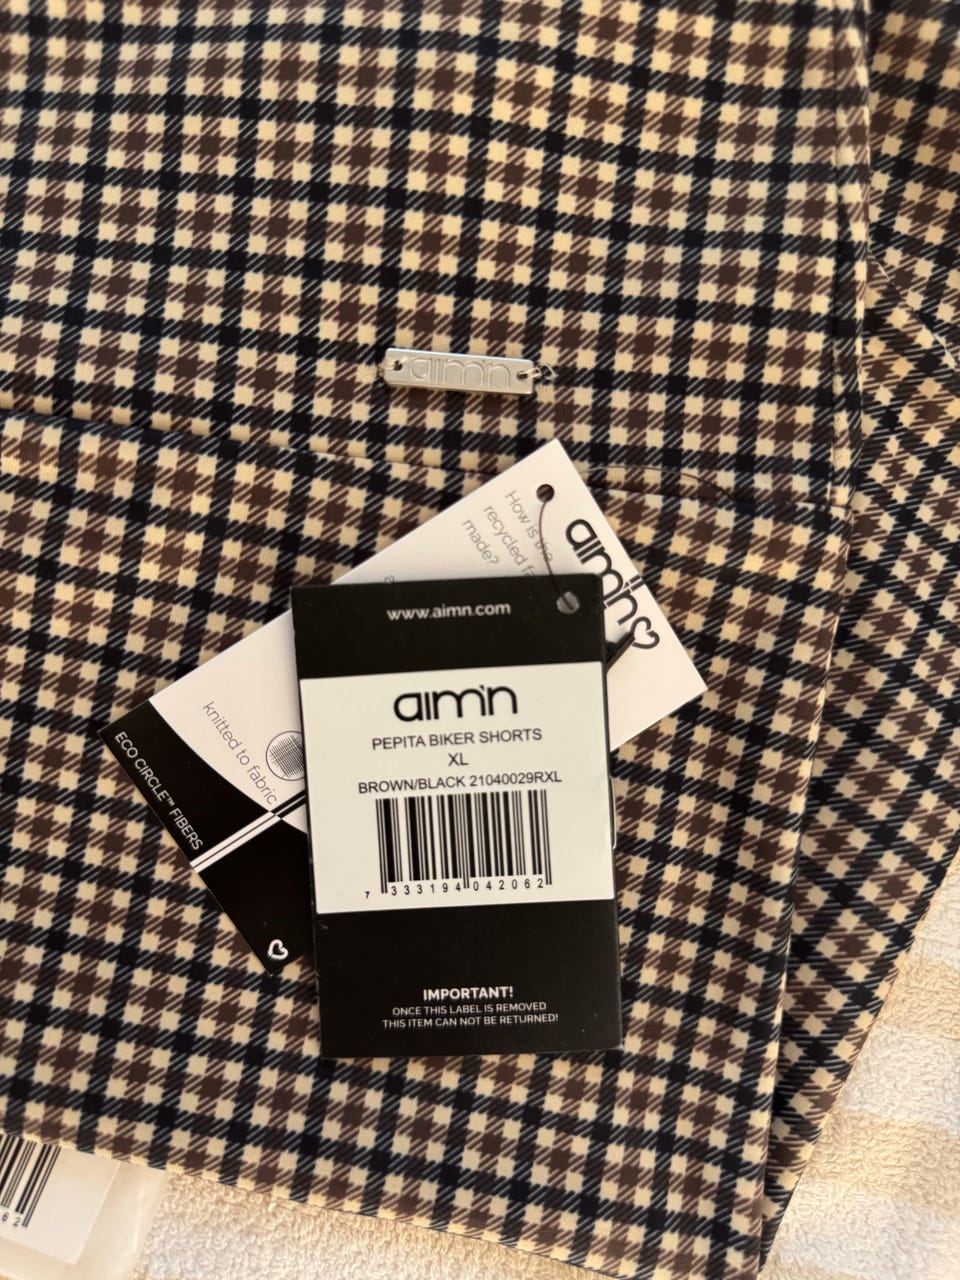 aim'n
How is the
recycled
made?
aim'n
knitted to fabric
ECO CIRCLE™ FIBERS
www.aimn.com
aim'n
PEPITA BIKER SHORTS
XL
BROWN/BLACK 21040029RXL
7 333194 042062
IMPORTANT!
ONCE THIS LABEL IS REMOVED
THIS ITEM CAN NOT BE RETURNED!
62